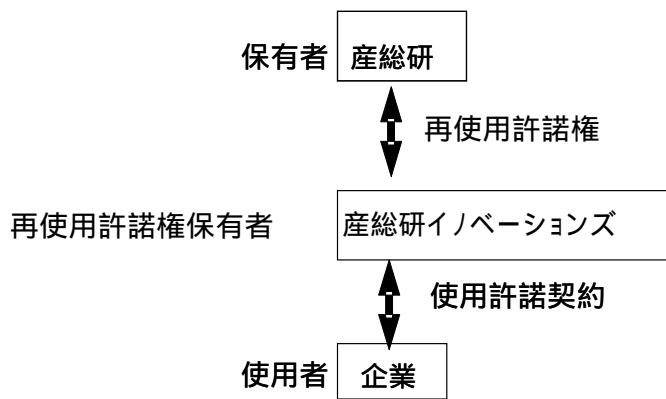 保有者 産総研
再使用許諾権
再使用許諾権保有者 産総研イノベーションズ
使用許諾契約
使用者 企業